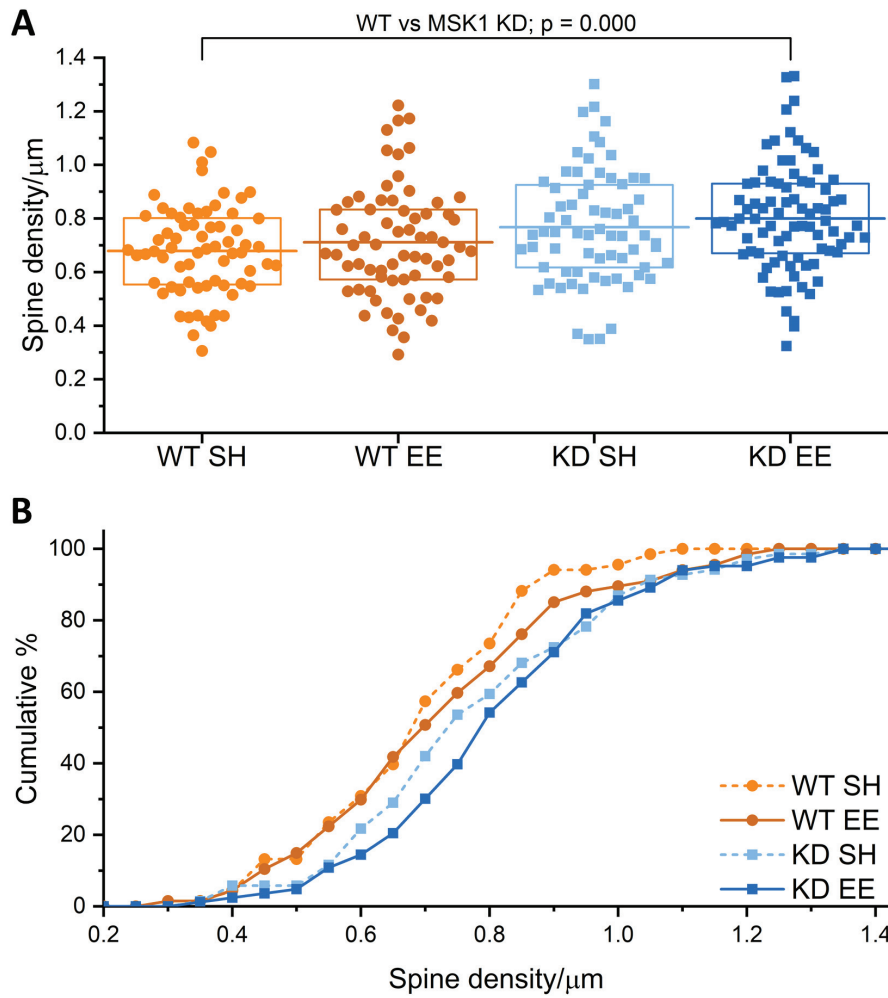 A
WT vs MSK1 KD; p = 0.000
Spine density/μm
1.4
1.2
1.0
0.8
0.6
0.4
0.2
0.0
WT SH WT EE KD SH KD EE
B
Cumulative %
100
80
60
40
20
0
WT SH
WT EE
KD SH
KD EE
0.2 0.4 0.6 0.8 1.0 1.2 1.4
Spine density/μm